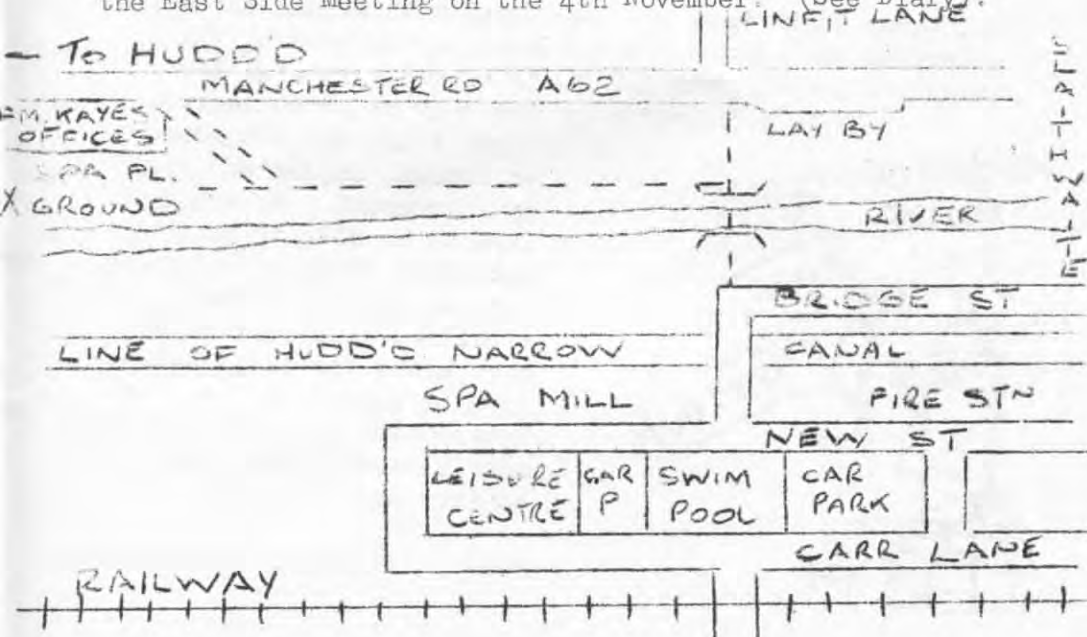 the East Side Meeting on the 4th November. (See Diary).
LINFIT LANE
To HUDD'D
MANCHESTER RD A62
KAYES
OFFICES
LAY BY
SPA PL.
X GROUND
RIVER
SLAITHWAITE
BRIDGE ST
LINE OF HUDD'D NARROW
CANAL
SPA MILL
FIRE STN
NEW ST
LEISURE
CENTRE
CAR
P
SWIM
POOL
CAR
PARK
CARR LANE
RAILWAY